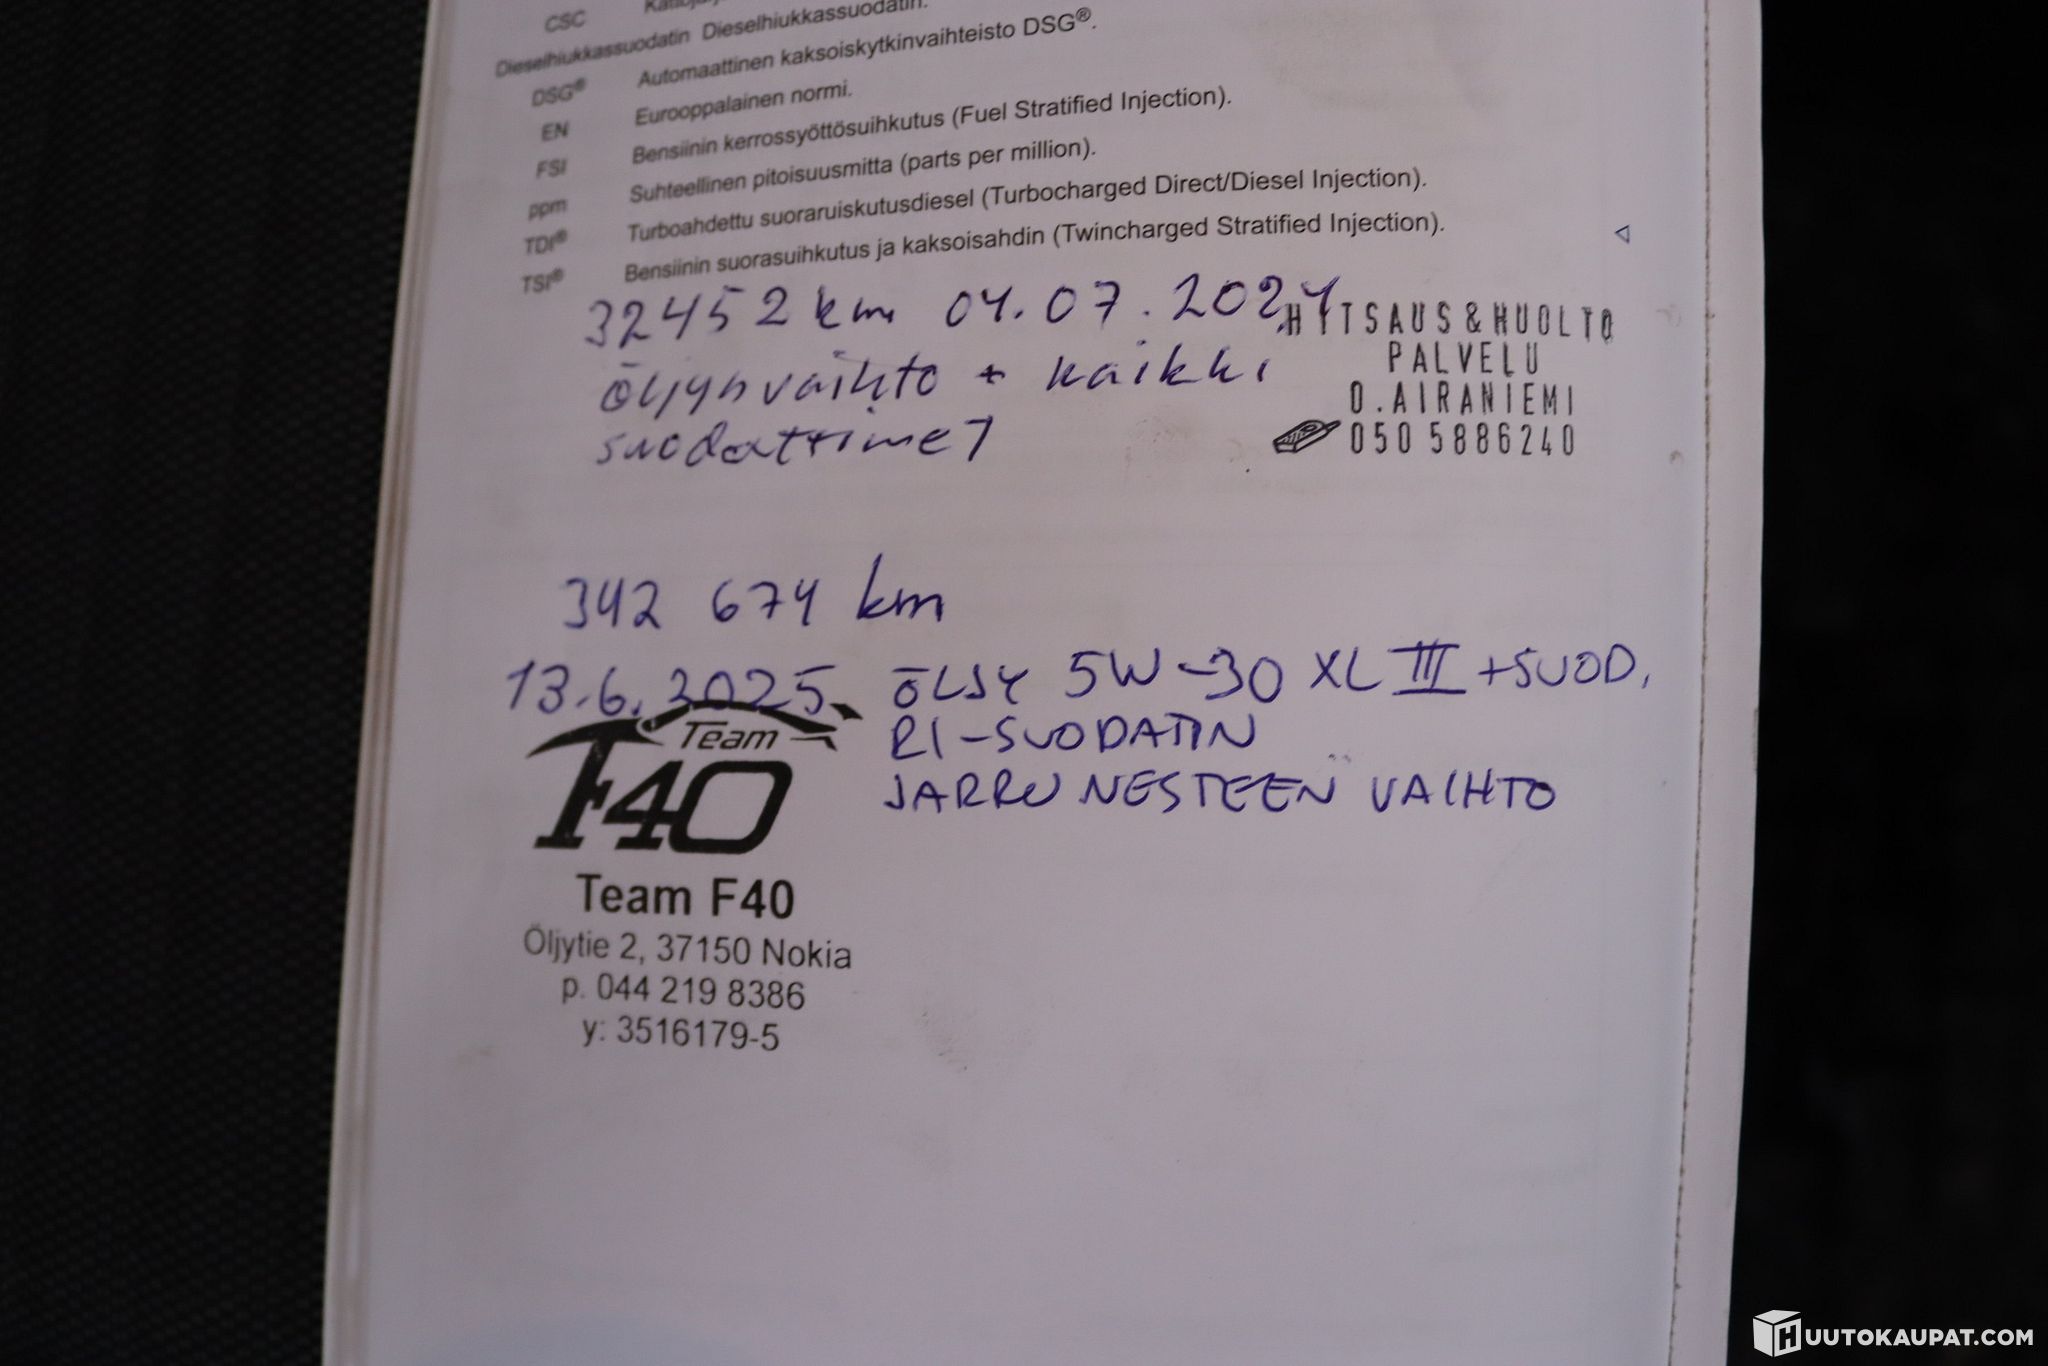 CSC
Dieselhiukkassuodatin Dieselhiukkassuodatin.
DSG® Automaattinen kaksoiskytkinvaihteisto DSG®.
EN Eurooppalainen normi.
FSI Bensiinin kerrossyöttösuihkutus (Fuel Stratified Injection).
ppm Suhteellinen pitoisuusmitta (parts per million).
TDI® Turboahdettu suoraruiskutusdiesel (Turbocharged Direct/Diesel Injection).
TSI® Bensiinin suorasuihkutus ja kaksoisahdin (Twincharged Stratified Injection).
32452 km 04.07.2024
öljynvaihto + kaikki
suodattimet
HITSAUS & HUOLTO
PALVELU
O. AIRANIEMI
050 5886240
342 674 km
13.6.2025. ÖLJY 5W-30 XL III + SUOD,
RI-SUODATIN
JARRUNESTEEN VAIHTO
Team
F40
Team F40
Öljytie 2, 37150 Nokia
p. 044 219 8386
y: 3516179-5
HUUTOKAUPAT.COM